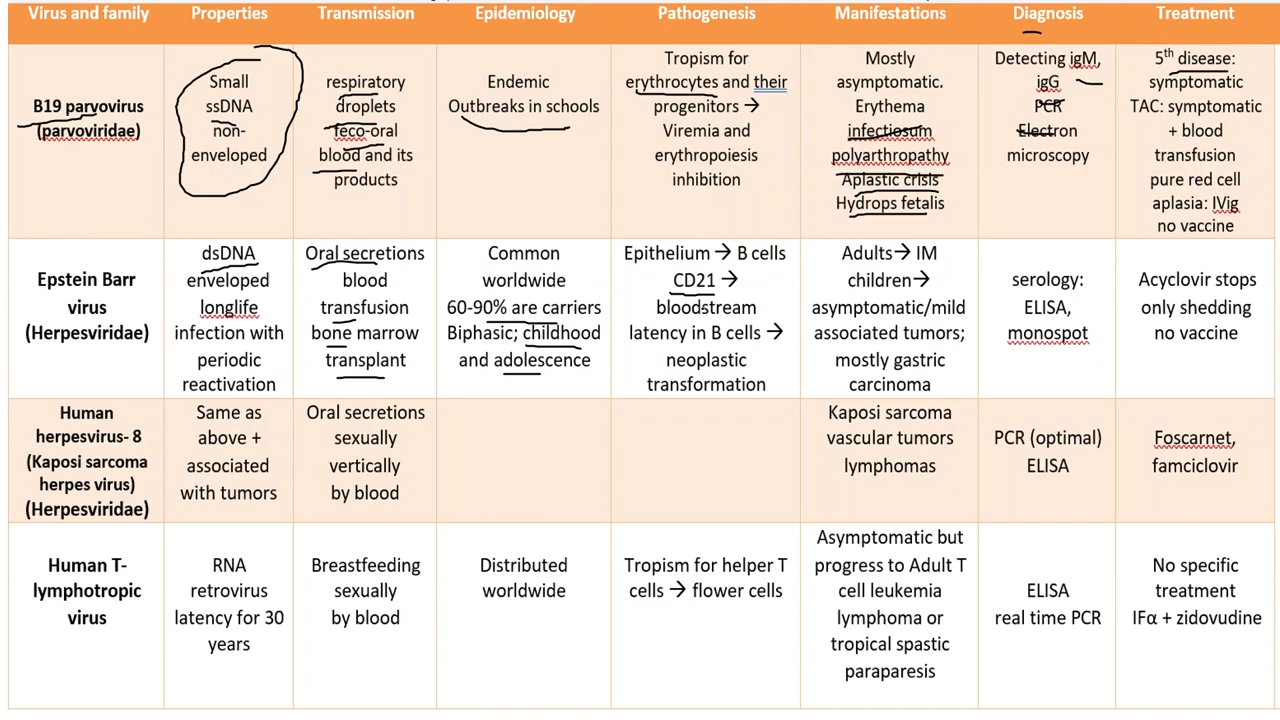 Virus and family Properties Transmission Epidemiology Pathogenesis Manifestations Diagnosis Treatment
B19 parvovirus
(parvoviridae)
Small
ssDNA
non-
enveloped
respiratory
droplets
feco-oral
blood and its
products
Endemic
Outbreaks in schools
Tropism for
erythrocytes and their
progenitors →
Viremia and
erythropoiesis
inhibition
Mostly
asymptomatic.
Erythema
infectiosum
polyarthropathy
Aplastic crisis
Hydrops fetalis
Detecting igM,
igG
PCR
Electron
microscopy
5th disease:
symptomatic
TAC: symptomatic
+ blood
transfusion
pure red cell
aplasia: IVig
no vaccine
Epstein Barr
virus
(Herpesviridae)
dsDNA
enveloped
longlife
infection with
periodic
reactivation
Oral secretions
blood
transfusion
bone marrow
transplant
Common
worldwide
60-90% are carriers
Biphasic; childhood
and adolescence
Epithelium → B cells
CD21 →
bloodstream
latency in B cells →
neoplastic
transformation
Adults→ IM
children→
asymptomatic/mild
associated tumors;
mostly gastric
carcinoma
serology:
ELISA,
monospot
Acyclovir stops
only shedding
no vaccine
Human
herpesvirus- 8
(Kaposi sarcoma
herpes virus)
(Herpesviridae)
Same as
above +
associated
with tumors
Oral secretions
sexually
vertically
by blood
Kaposi sarcoma
vascular tumors
lymphomas
PCR (optimal)
ELISA
Foscarnet,
famciclovir
Human T-
lymphotropic
virus
RNA
retrovirus
latency for 30
years
Breastfeeding
sexually
by blood
Distributed
worldwide
Tropism for helper T
cells → flower cells
Asymptomatic but
progress to Adult T
cell leukemia
lymphoma or
tropical spastic
paraparesis
ELISA
real time PCR
No specific
treatment
IFα + zidovudine